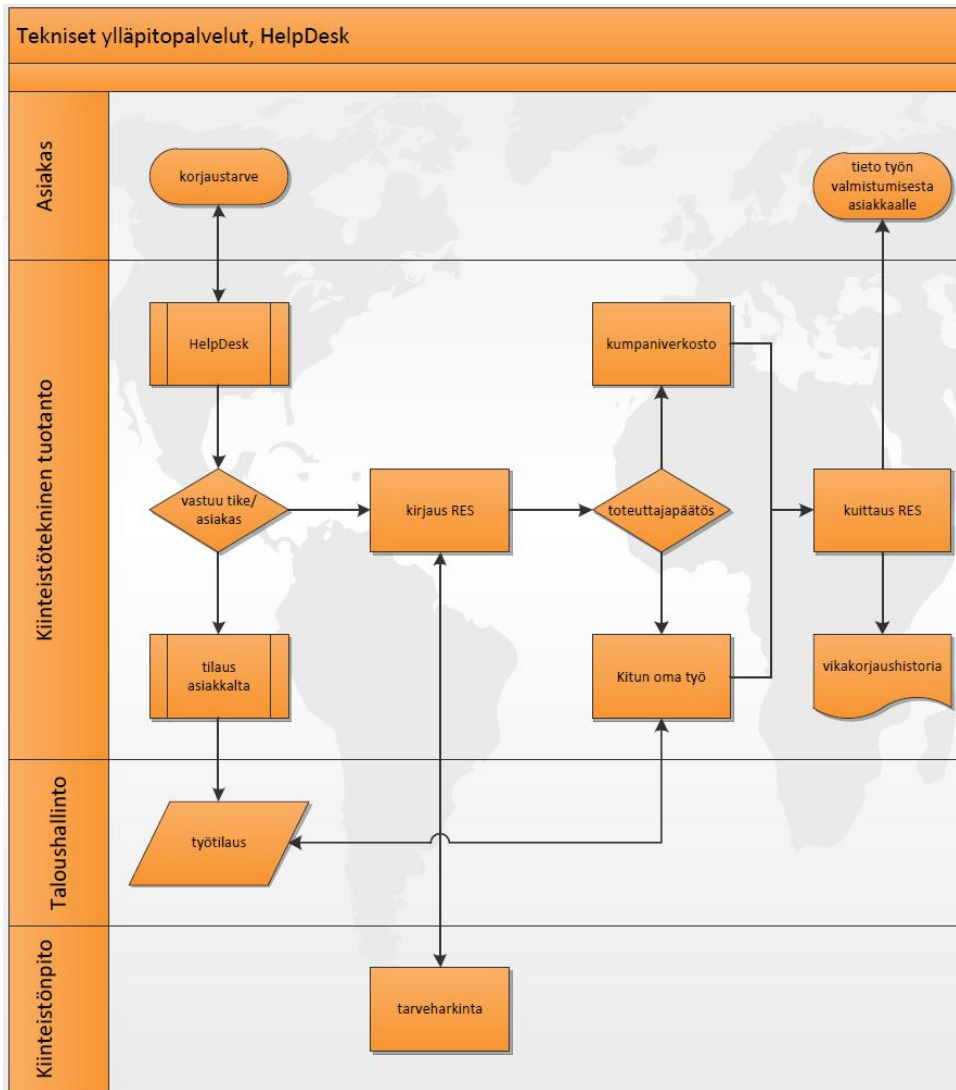 Tekniset ylläpitopalvelut, HelpDesk
Asiakas
korjaustarve
tieto työn
valmistumisesta
asiakkaalle
Kiinteistötekninen tuotanto
HelpDesk
kumpaniverkosto
vastuu tike/
asiakas
kirjaus RES
toteuttajapäätös
kuittaus RES
tilaus
asiakkalta
Kitun oma työ
vikakorjaushistoria
Taloushallinto
työtilaus
Kiinteistönpito
tarveharkinta